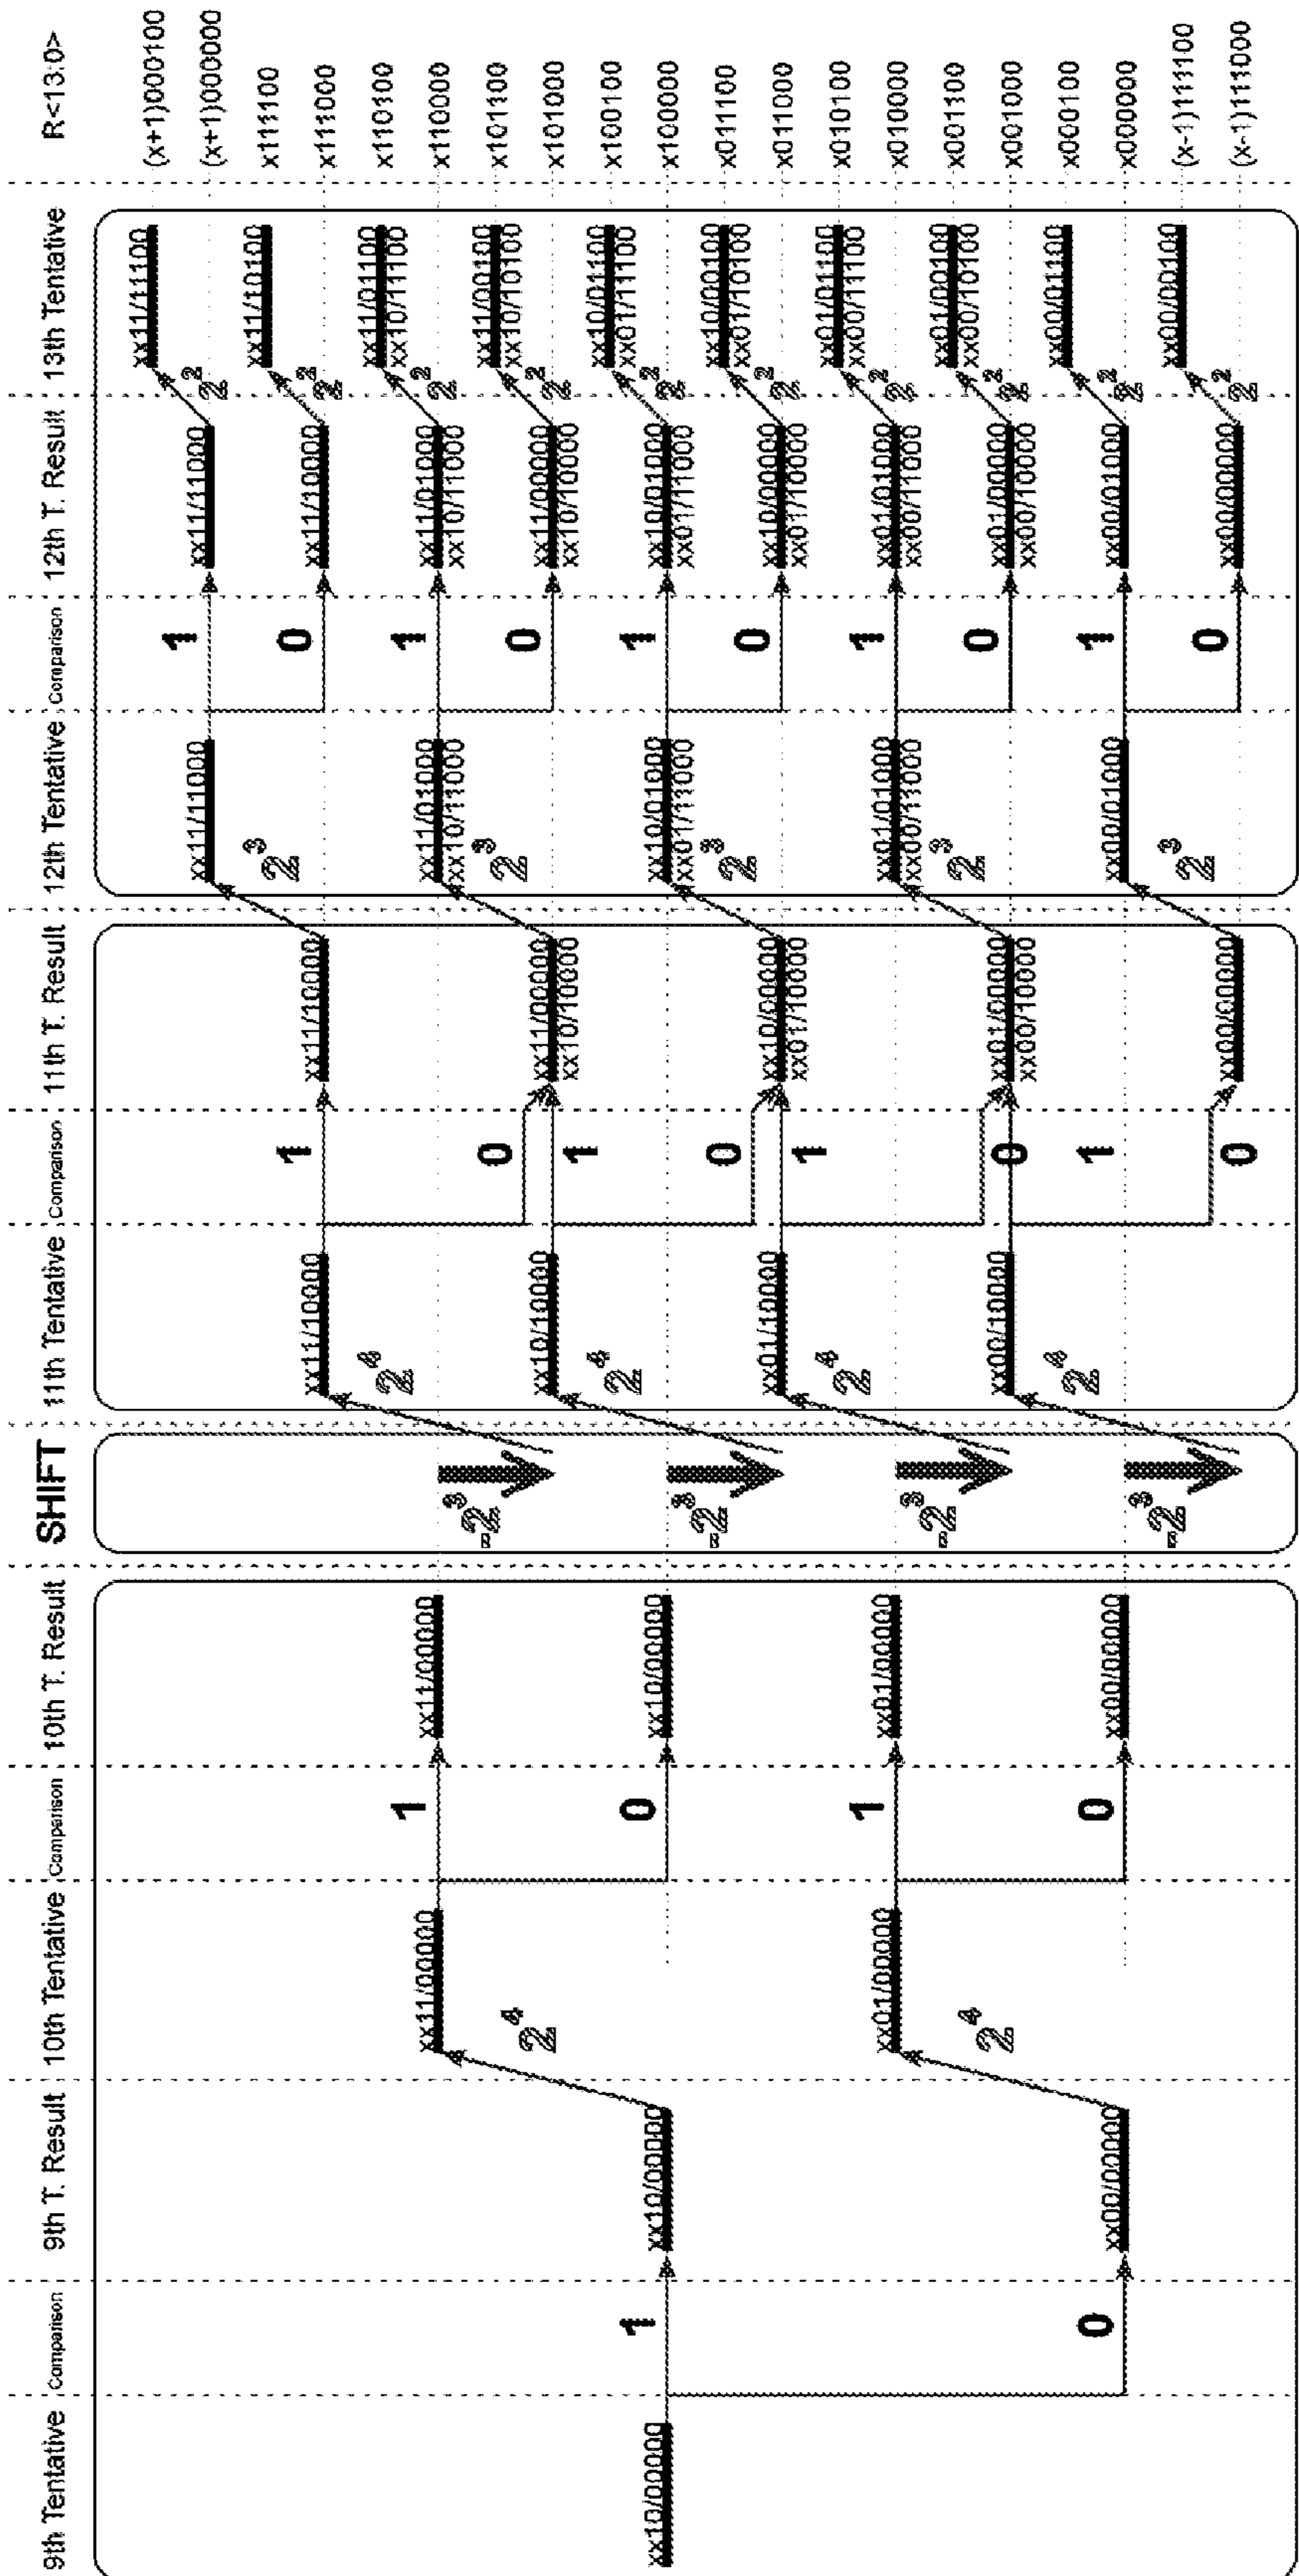 9th Tentative
Comparison
9th T. Result
10th Tentative
Comparison
10th T. Result
SHIFT
11th Tentative
Comparison
11th T. Result
12th Tentative
Comparison
12th T. Result
13th Tentative
R<13:0>
xx10/00000
1
0
xx10/00000
xx00/00000
2^4
2^4
xx11/00000
xx01/00000
1
0
1
0
xx11/00000
xx10/00000
xx01/00000
xx00/00000
-2^3
-2^3
-2^3
-2^3
2^4
2^4
2^4
2^4
xx11/10000
xx10/10000
xx01/10000
xx00/10000
1
0
1
0
1
0
1
0
xx11/10000
xx11/00000
xx10/10000
xx10/00000
xx01/10000
xx01/00000
xx00/10000
xx00/00000
2^3
2^3
2^3
2^3
2^3
xx11/11000
xx11/01000
xx10/11000
xx10/01000
xx01/11000
xx01/01000
xx00/11000
xx00/01000
1
0
1
0
1
0
1
0
1
0
xx11/11000
xx11/10000
xx11/01000
xx10/11000
xx11/00000
xx10/10000
xx10/01000
xx01/11000
xx10/00000
xx01/10000
xx01/01000
xx00/11000
xx01/00000
xx00/10000
xx00/01000
xx00/00000
2^2
2^2
2^2
2^2
2^2
2^2
2^2
2^2
2^2
2^2
xx11/11100
xx11/10100
xx11/01100
xx10/11100
xx11/00100
xx10/10100
xx10/01100
xx01/11100
xx10/00100
xx01/10100
xx01/01100
xx00/11100
xx01/00100
xx00/10100
xx00/01100
xx00/00100
(x+1)000100
(x+1)000000
x111100
x111000
x110100
x110000
x101100
x101000
x100100
x100000
x011100
x011000
x010100
x010000
x001100
x001000
x000100
x000000
(x-1)111100
(x-1)111000